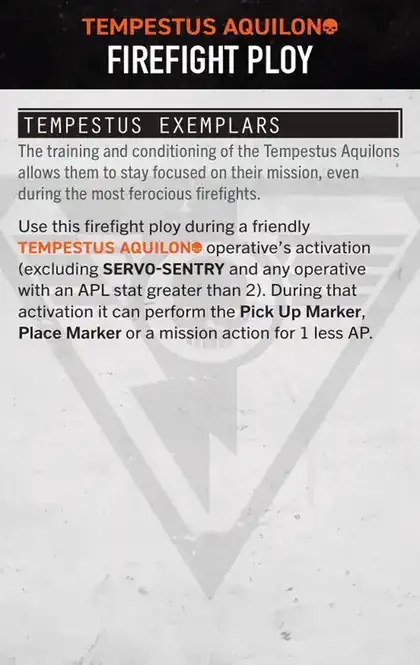 TEMPESTUS AQUILON
FIREFIGHT PLOY
TEMPESTUS EXEMPLARS
The training and conditioning of the Tempestus Aquilons
allows them to stay focused on their mission, even
during the most ferocious firefights.
Use this firefight ploy during a friendly
TEMPESTUS AQUILON operative’s activation
(excluding SERVO-SENTRY and any operative
with an APL stat greater than 2). During that
activation it can perform the Pick Up Marker,
Place Marker or a mission action for 1 less AP.